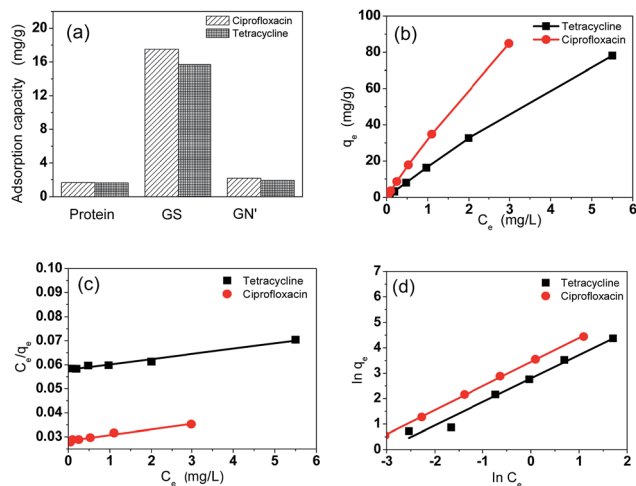 (a)
Ciprofloxacin
Tetracycline
Adsorption capacity (mg/g)
20
16
12
8
4
0
Protein GS GN'
(b)
Tetracycline
Ciprofloxacin
qe (mg/g)
100
80
60
40
20
0
0 1 2 3 4 5 6
Ce (mg/L)
(c)
Tetracycline
Ciprofloxacin
Ce/qe
0.10
0.09
0.08
0.07
0.06
0.05
0.04
0.03
0 1 2 3 4 5 6
Ce (mg/L)
(d)
Tetracycline
Ciprofloxacin
ln qe
7
6
5
4
3
2
1
0
-3 -2 -1 0 1 2
ln Ce